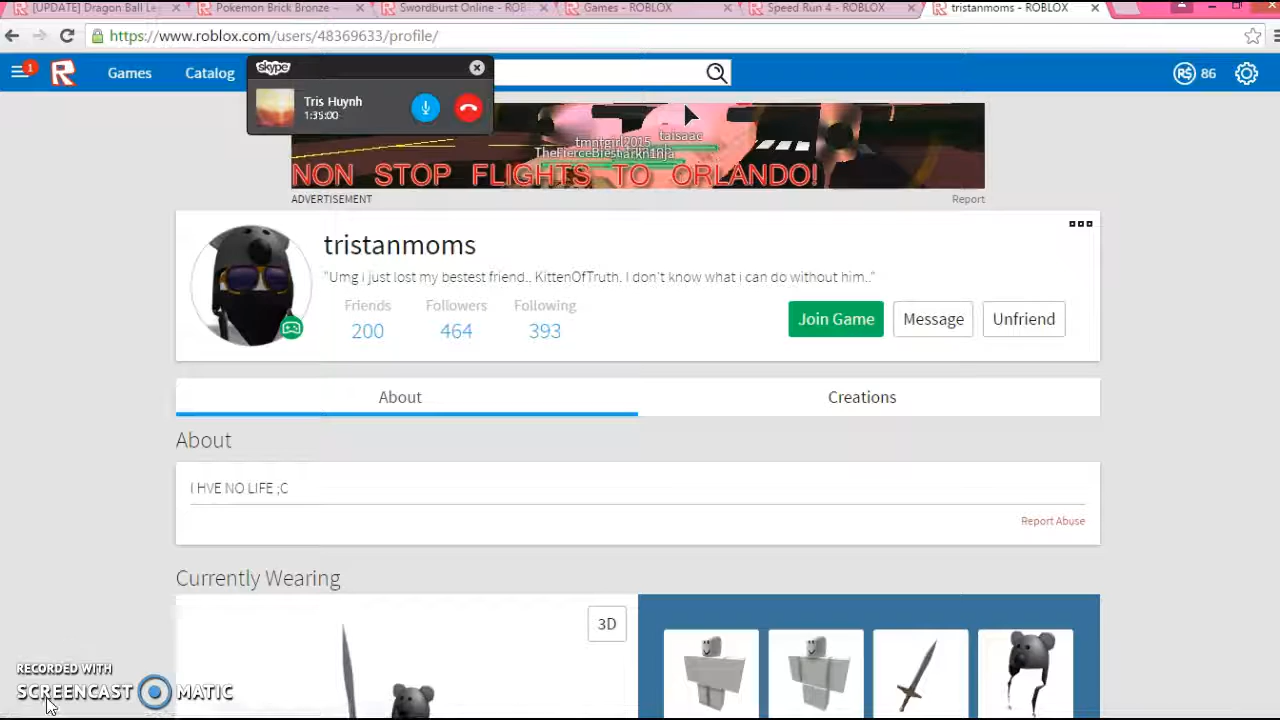 [UPDATE] Dragon Ball Le
Pokemon Brick Bronze -
Swordburst Online - ROB
Games - ROBLOX
Speed Run 4 - ROBLOX
tristanmoms - ROBLOX
https://www.roblox.com/users/48369633/profile/
1
R
Games
Catalog
R$ 86
skype
Tris Huynh
1:35:00
taisaac
tmntgirl2015
NON STOP FLIGHTS TO ORLANDO!
ADVERTISEMENT
Report
tristanmoms
"Umg i just lost my bestest friend.. KittenOfTruth. I don't know what i can do without him.."
Friends
Followers
Following
200
464
393
Join Game
Message
Unfriend
About
Creations
About
I HVE NO LIFE ;C
Report Abuse
Currently Wearing
3D
RECORDED WITH
SCREENCAST MATIC